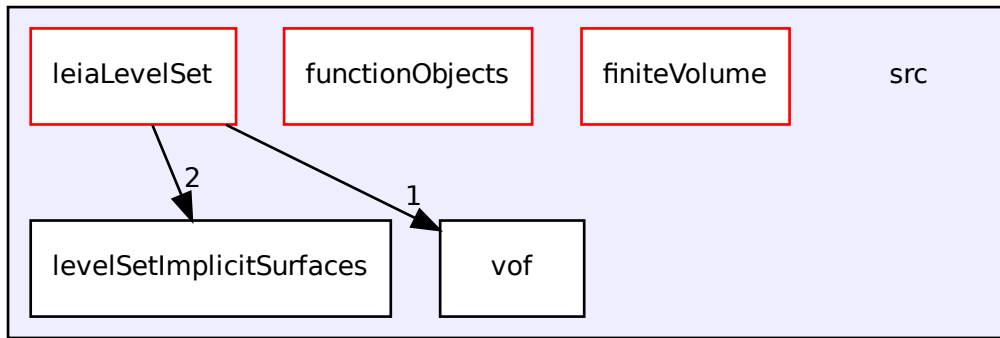 leiaLevelSet
functionObjects
finiteVolume
src
2
1
levelSetImplicitSurfaces
vof